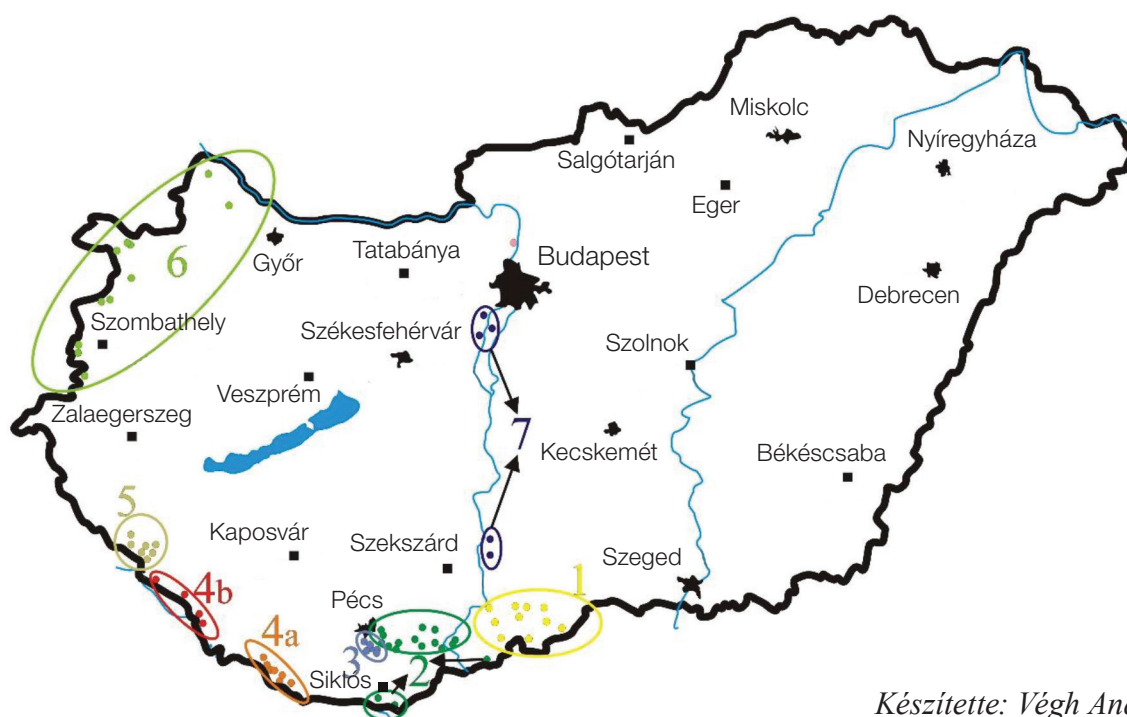 Miskolc
Salgótarján
Nyíregyháza
Eger
6
Győr
Tatabánya
Budapest
Debrecen
Szombathely
Székesfehérvár
Szolnok
Veszprém
Zalaegerszeg
7
Kecskemét
Békéscsaba
5
Kaposvár
Szekszárd
Szeged
4b
1
Pécs
4a
3
2
Siklós
Készítette: Végh And